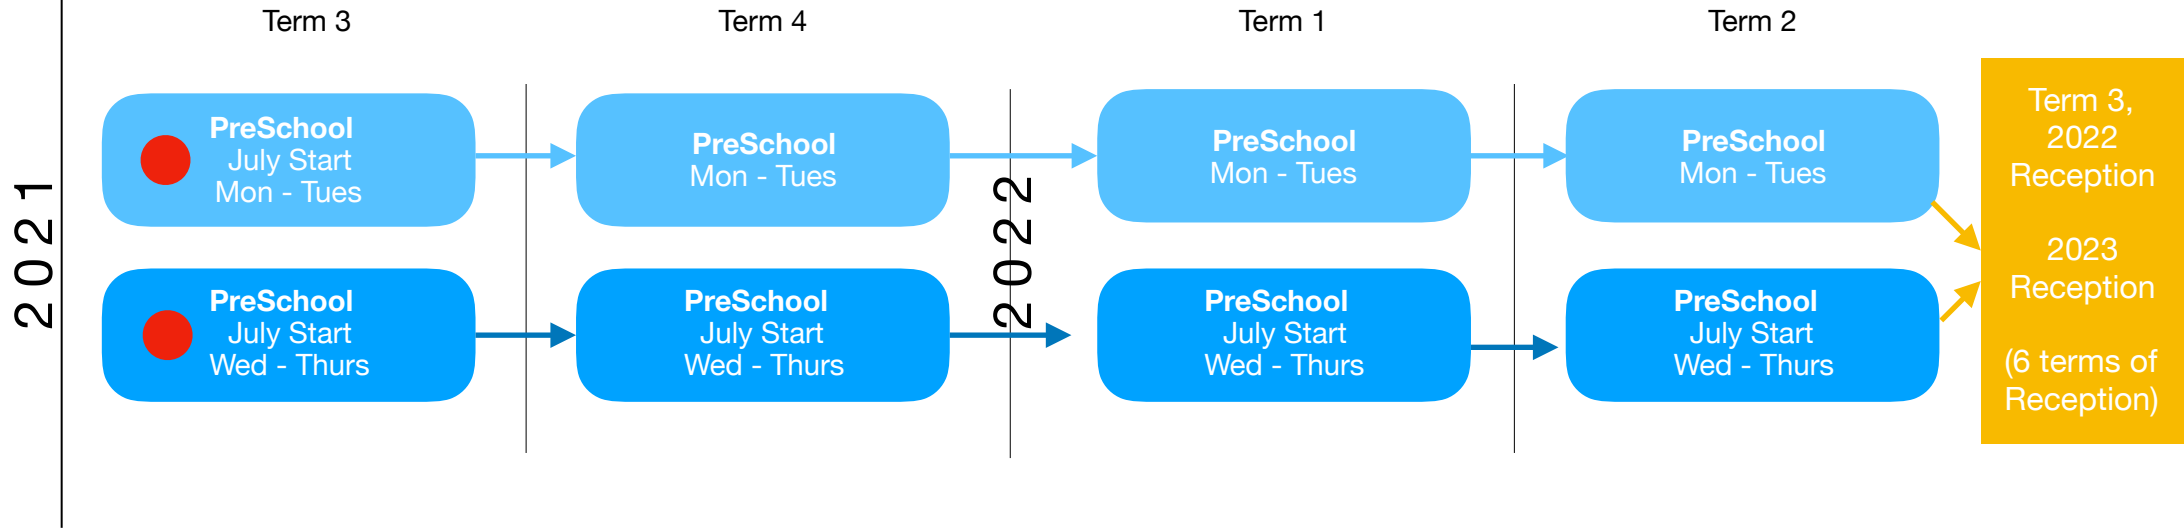 Term 3
Term 4
Term 1
Term 2
2021
PreSchool
July Start
Mon - Tues
PreSchool
Mon - Tues
2022
PreSchool
Mon - Tues
PreSchool
Mon - Tues
PreSchool
July Start
Wed - Thurs
PreSchool
July Start
Wed - Thurs
PreSchool
July Start
Wed - Thurs
PreSchool
July Start
Wed - Thurs
Term 3,
2022
Reception
2023
Reception
(6 terms of
Reception)